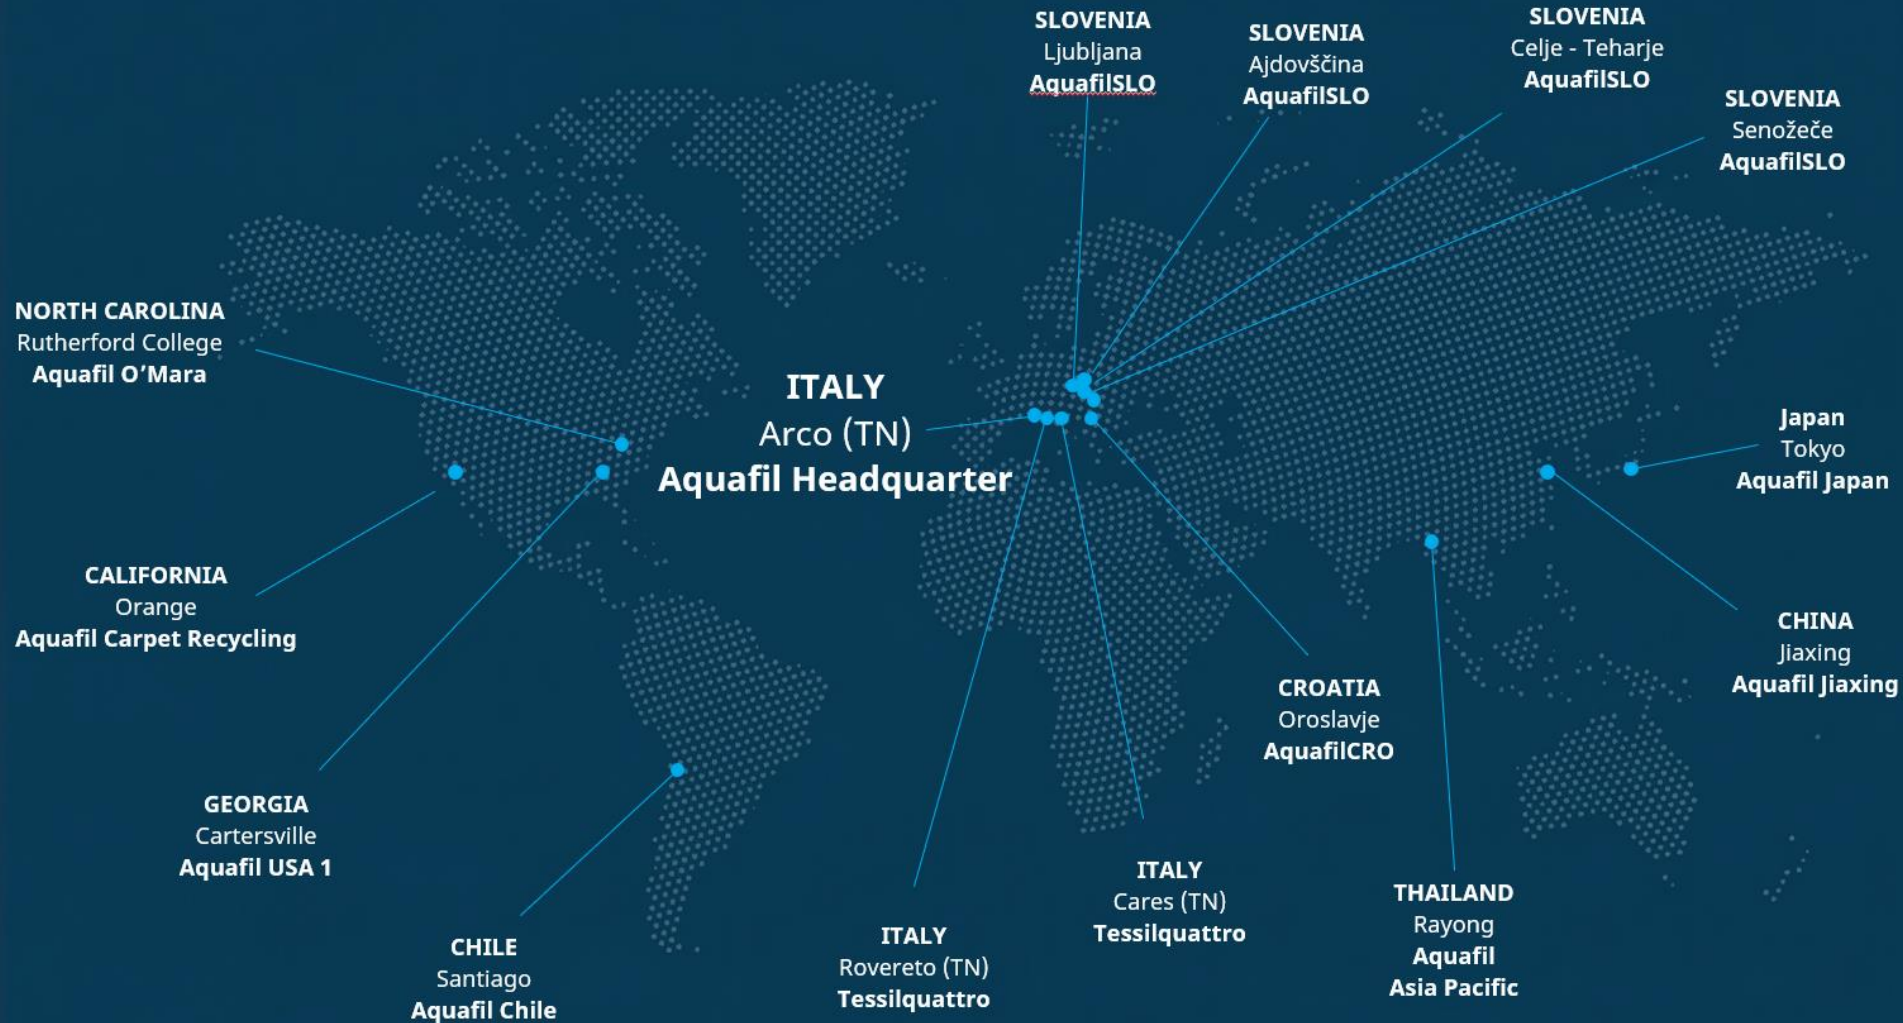 SLOVENIA
Ljubljana
AquafilSLO
SLOVENIA
Ajdovščina
AquafilSLO
SLOVENIA
Celje - Teharje
AquafilSLO
SLOVENIA
Senožeče
AquafilSLO
NORTH CAROLINA
Rutherford College
Aquafil O’Mara
ITALY
Arco (TN)
Aquafil Headquarter
Japan
Tokyo
Aquafil Japan
CALIFORNIA
Orange
Aquafil Carpet Recycling
CHINA
Jiaxing
Aquafil Jiaxing
CROATIA
Oroslavje
AquafilCRO
GEORGIA
Cartersville
Aquafil USA 1
CHILE
Santiago
Aquafil Chile
ITALY
Rovereto (TN)
Tessilquattro
ITALY
Cares (TN)
Tessilquattro
THAILAND
Rayong
Aquafil
Asia Pacific